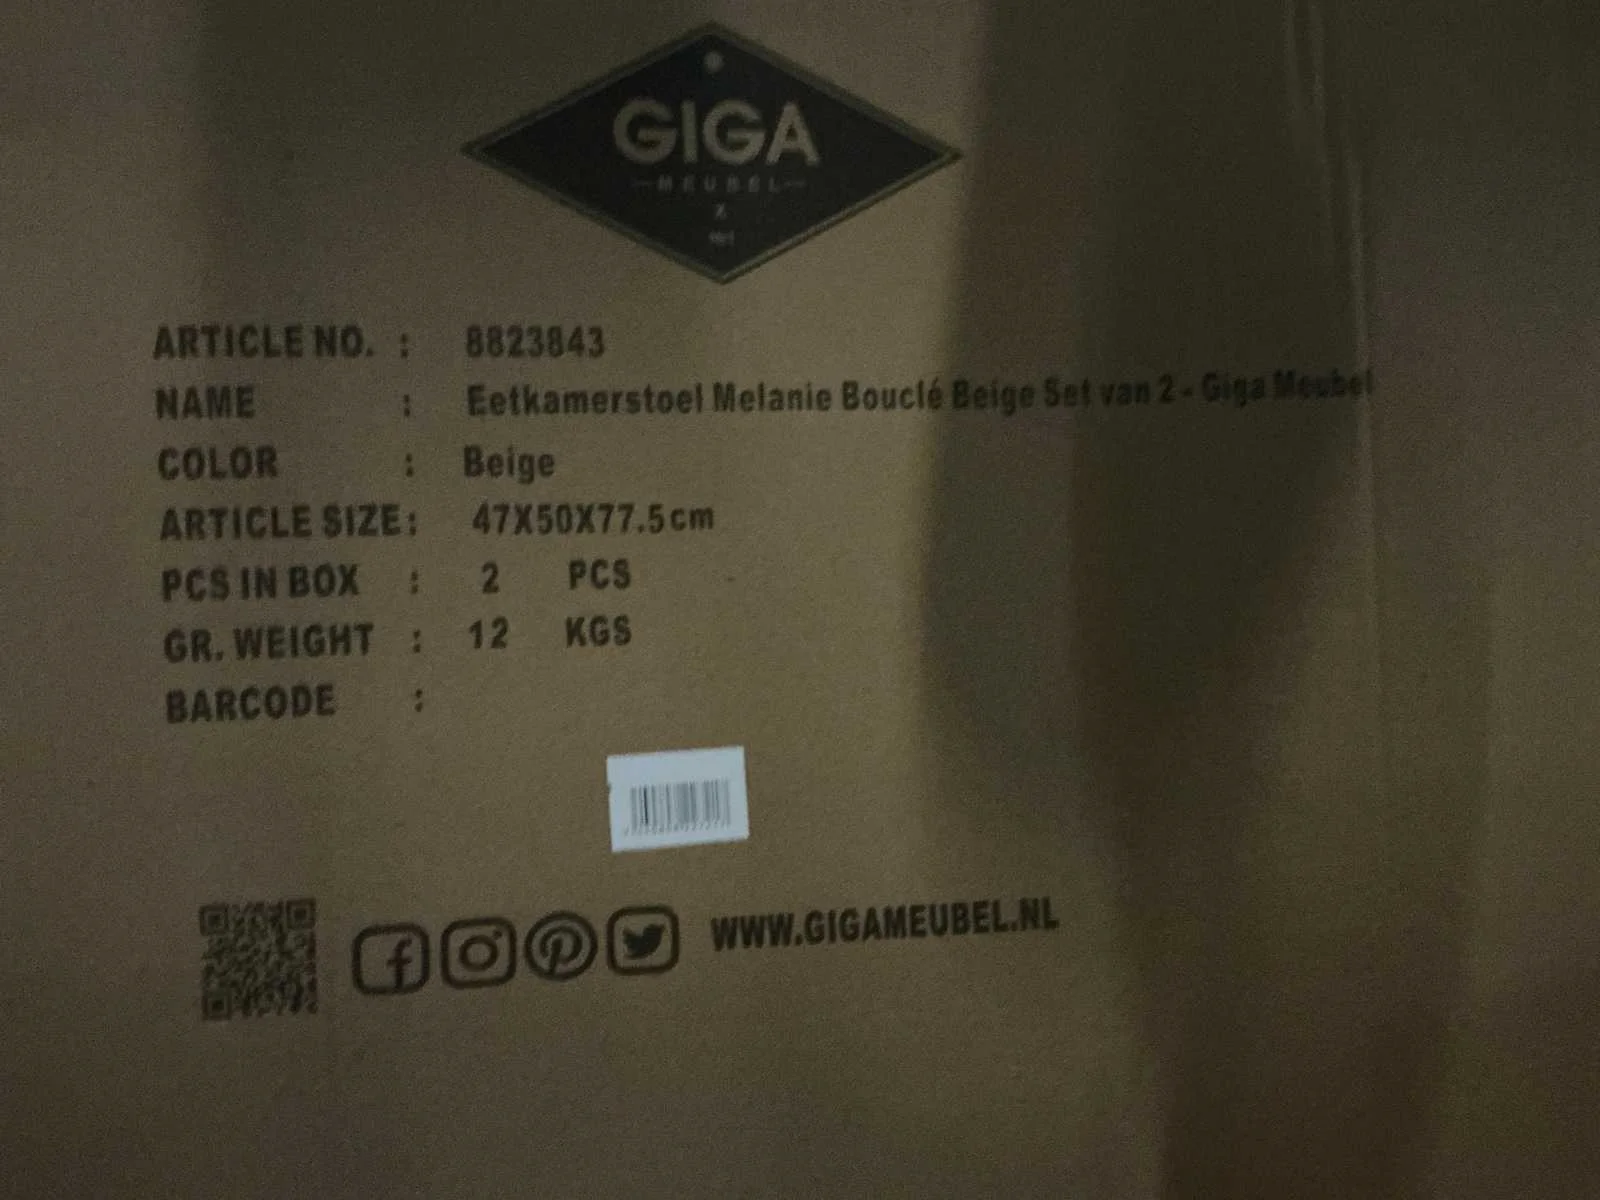 GIGA
MEUBEL
ARTICLE NO. : 8823843
NAME : Eetkamerstoel Melanie Bouclé Beige Set van 2 - Giga Meubel
COLOR : Beige
ARTICLE SIZE : 47X50X77.5cm
PCS IN BOX : 2 PCS
GR. WEIGHT : 12 KGS
BARCODE :
WWW.GIGAMEUBEL.NL